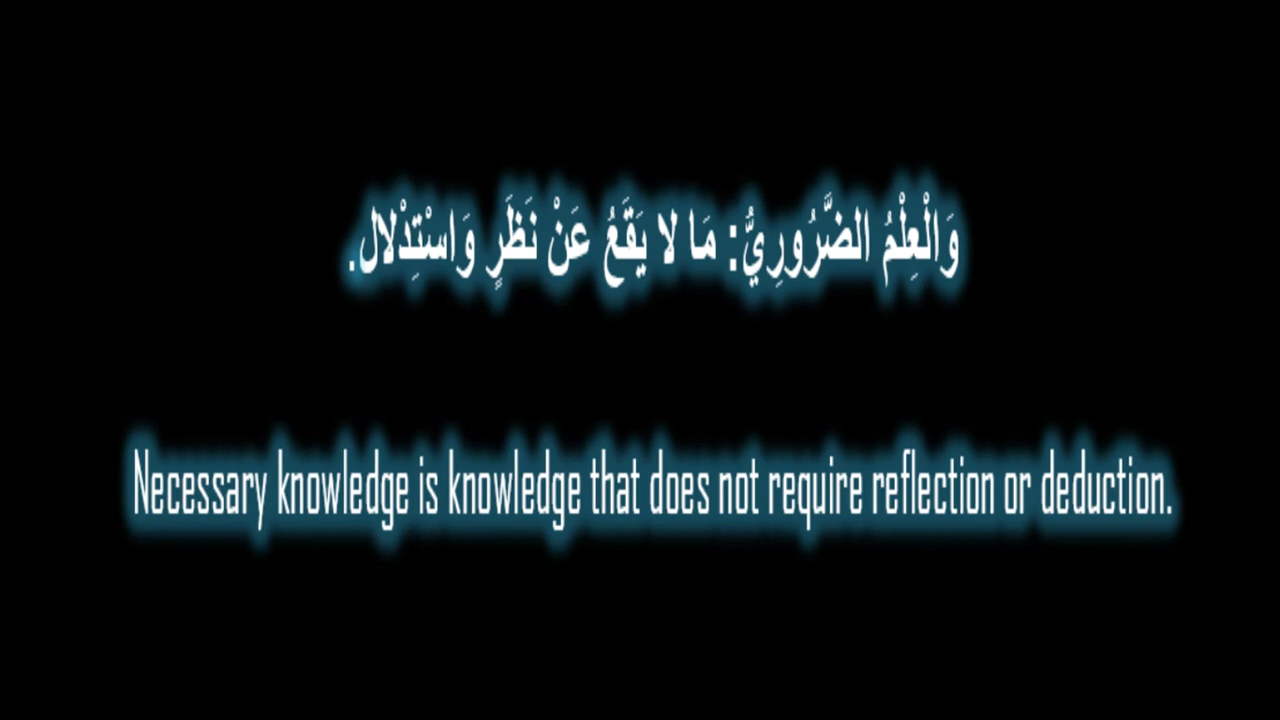 وَالْعِلْمُ الضَّرُورِيُّ: مَا لا يَقَعُ عَنْ نَظَرٍ وَاسْتِدْلال.
Necessary knowledge is knowledge that does not require reflection or deduction.